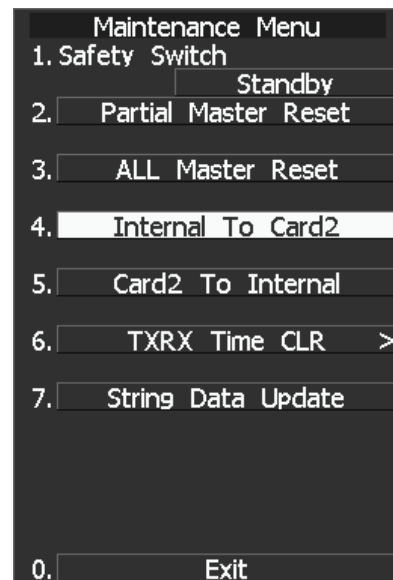 Maintenance Menu
1. Safety Switch
Standby
2. Partial Master Reset
3. ALL Master Reset
4. Internal To Card2
5. Card2 To Internal
6. TXRX Time CLR >
7. String Data Update
0. Exit